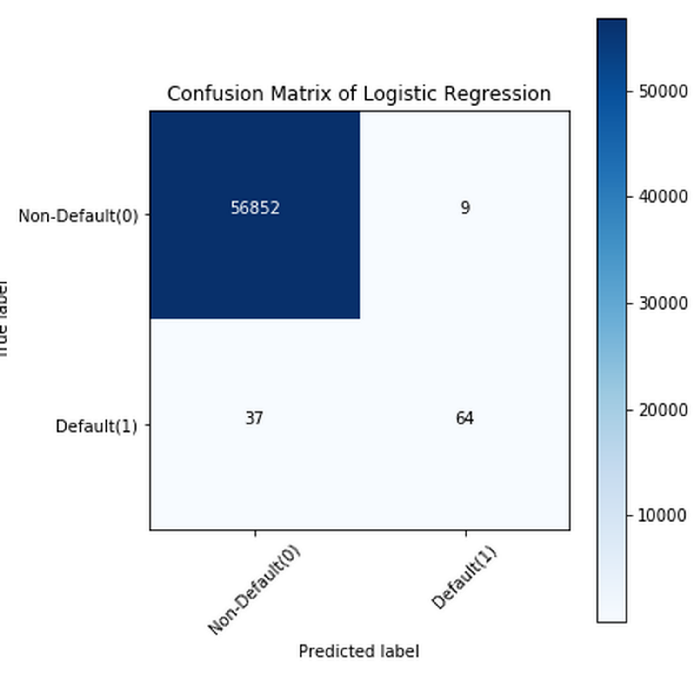 Confusion Matrix of Logistic Regression
Non-Default(0)
56852
9
Default(1)
37
64
Non-Default(0)
Default(1)
Predicted label
50000
40000
30000
20000
10000